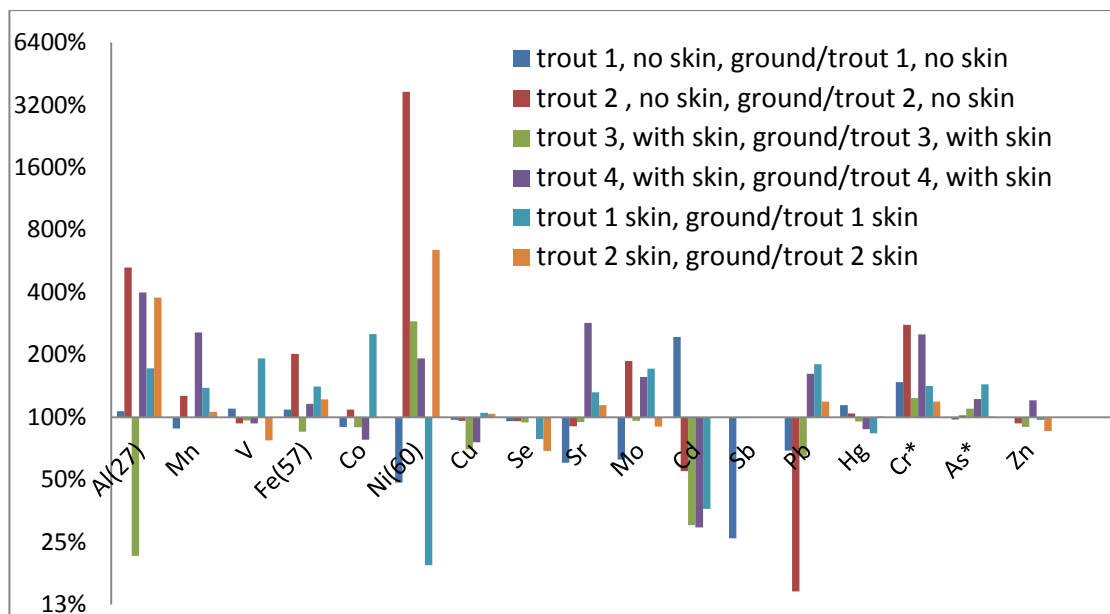 6400%
3200%
1600%
800%
400%
200%
100%
50%
25%
13%
trout 1, no skin, ground/trout 1, no skin
trout 2 , no skin, ground/trout 2, no skin
trout 3, with skin, ground/trout 3, with skin
trout 4, with skin, ground/trout 4, with skin
trout 1 skin, ground/trout 1 skin
trout 2 skin, ground/trout 2 skin
Al(27)
Mn
V
Fe(57)
Co
Ni(60)
Cu
Se
Sr
Mo
Cd
Sb
Pb
Hg
Cr*
As*
Zn